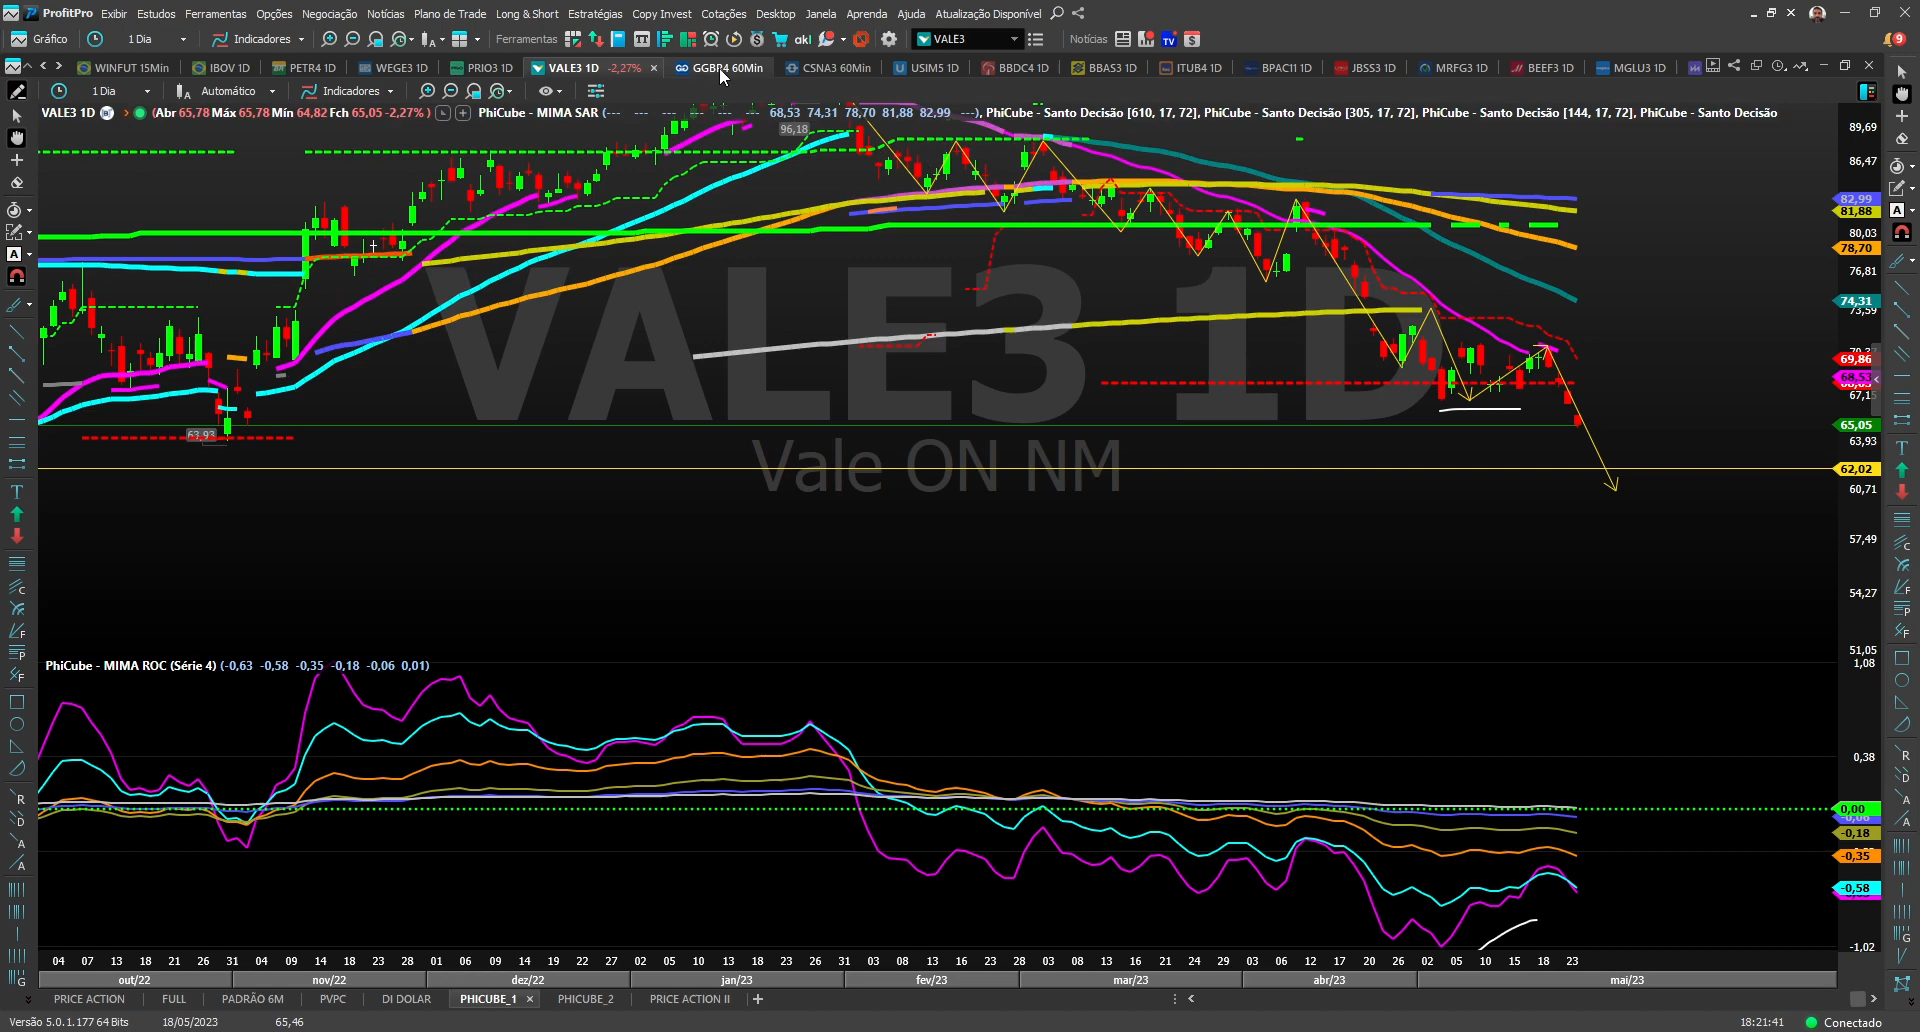 ProfitPro Exibir Estudos Ferramentas Opções Negociação Notícias Plano de Trade Long & Short Estratégias Copy Invest Cotações Desktop Janela Aprenda Ajuda Atualização Disponível
Gráfico 1 Dia Indicadores Ferramentas VALE3 Notícias 9
WINFUT 15Min IBOV 1D PETR4 1D WEGE3 1D PRIO3 1D VALE3 1D -2,27% × GGBR4 60Min CSNA3 60Min USIM5 1D BBDC4 1D BBAS3 1D ITUB4 1D BPAC11 1D JBSS3 1D MRFG3 1D BEEF3 1D MGLU3 1D
1 Dia Automático Indicadores
VALE3 1D (Abr 65,78 Máx 65,78 Mín 64,82 Fch 65,05 -2,27% ) PhiCube - MIMA SAR (--- --- --- --- --- 68,53 74,31 78,70 81,88 82,99 ---), PhiCube - Santo Decisão [610, 17, 72], PhiCube - Santo Decisão [305, 17, 72], PhiCube - Santo Decisão [144, 17, 72], PhiCube - Santo Decisão
96,18
89,69
86,47
82,99
81,88
80,03
78,70
76,81
74,31
73,59
69,86
68,53
67,15
65,05
63,93
63,93
62,02
60,71
57,49
54,27
51,05
VALE3 1D
Vale ON NM
PhiCube - MIMA ROC (Série 4) (-0,63 -0,58 -0,35 -0,18 -0,06 0,01)
1,08
0,38
0,00
-0,06
-0,18
-0,35
-0,58
-1,02
04 07 13 18 21 26 31 04 09 14 18 23 28 01 06 09 14 19 22 27 02 05 10 13 18 23 26 31 03 08 13 16 23 28 03 08 13 16 21 24 29 03 06 12 17 20 26 02 05 10 15 18 23
out/22 nov/22 dez/22 jan/23 fev/23 mar/23 abr/23 mai/23
PRICE ACTION FULL PADRÃO 6M PVPC DI DOLAR PHICUBE_1 × PHICUBE_2 PRICE ACTION II +
Versão 5.0.1.177 64 Bits 18/05/2023 65,46 18:21:41 Conectado